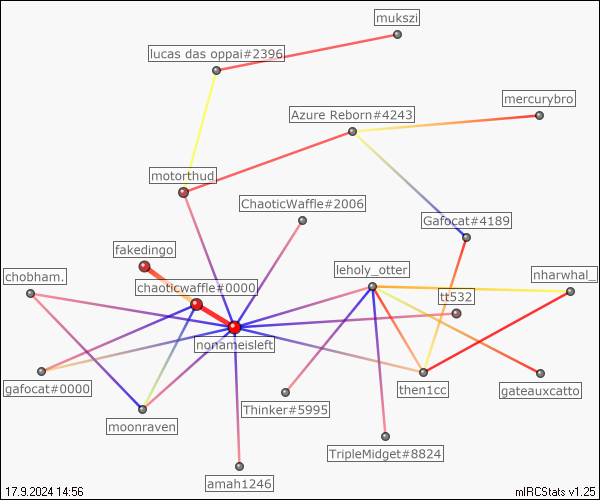 mukszi
lucas das oppai#2396
mercurybro
Azure Reborn#4243
motorthud
ChaoticWaffle#2006
Gafocat#4189
fakedingo
chobham.
leholy_otter
nharwhal_
chaoticwaffle#0000
tt532
nonameisleft
gafocat#0000
then1cc
gateauxcatto
Thinker#5995
moonraven
TripleMidget#8824
amah1246
17.9.2024 14:56
mIRCStats v1.25